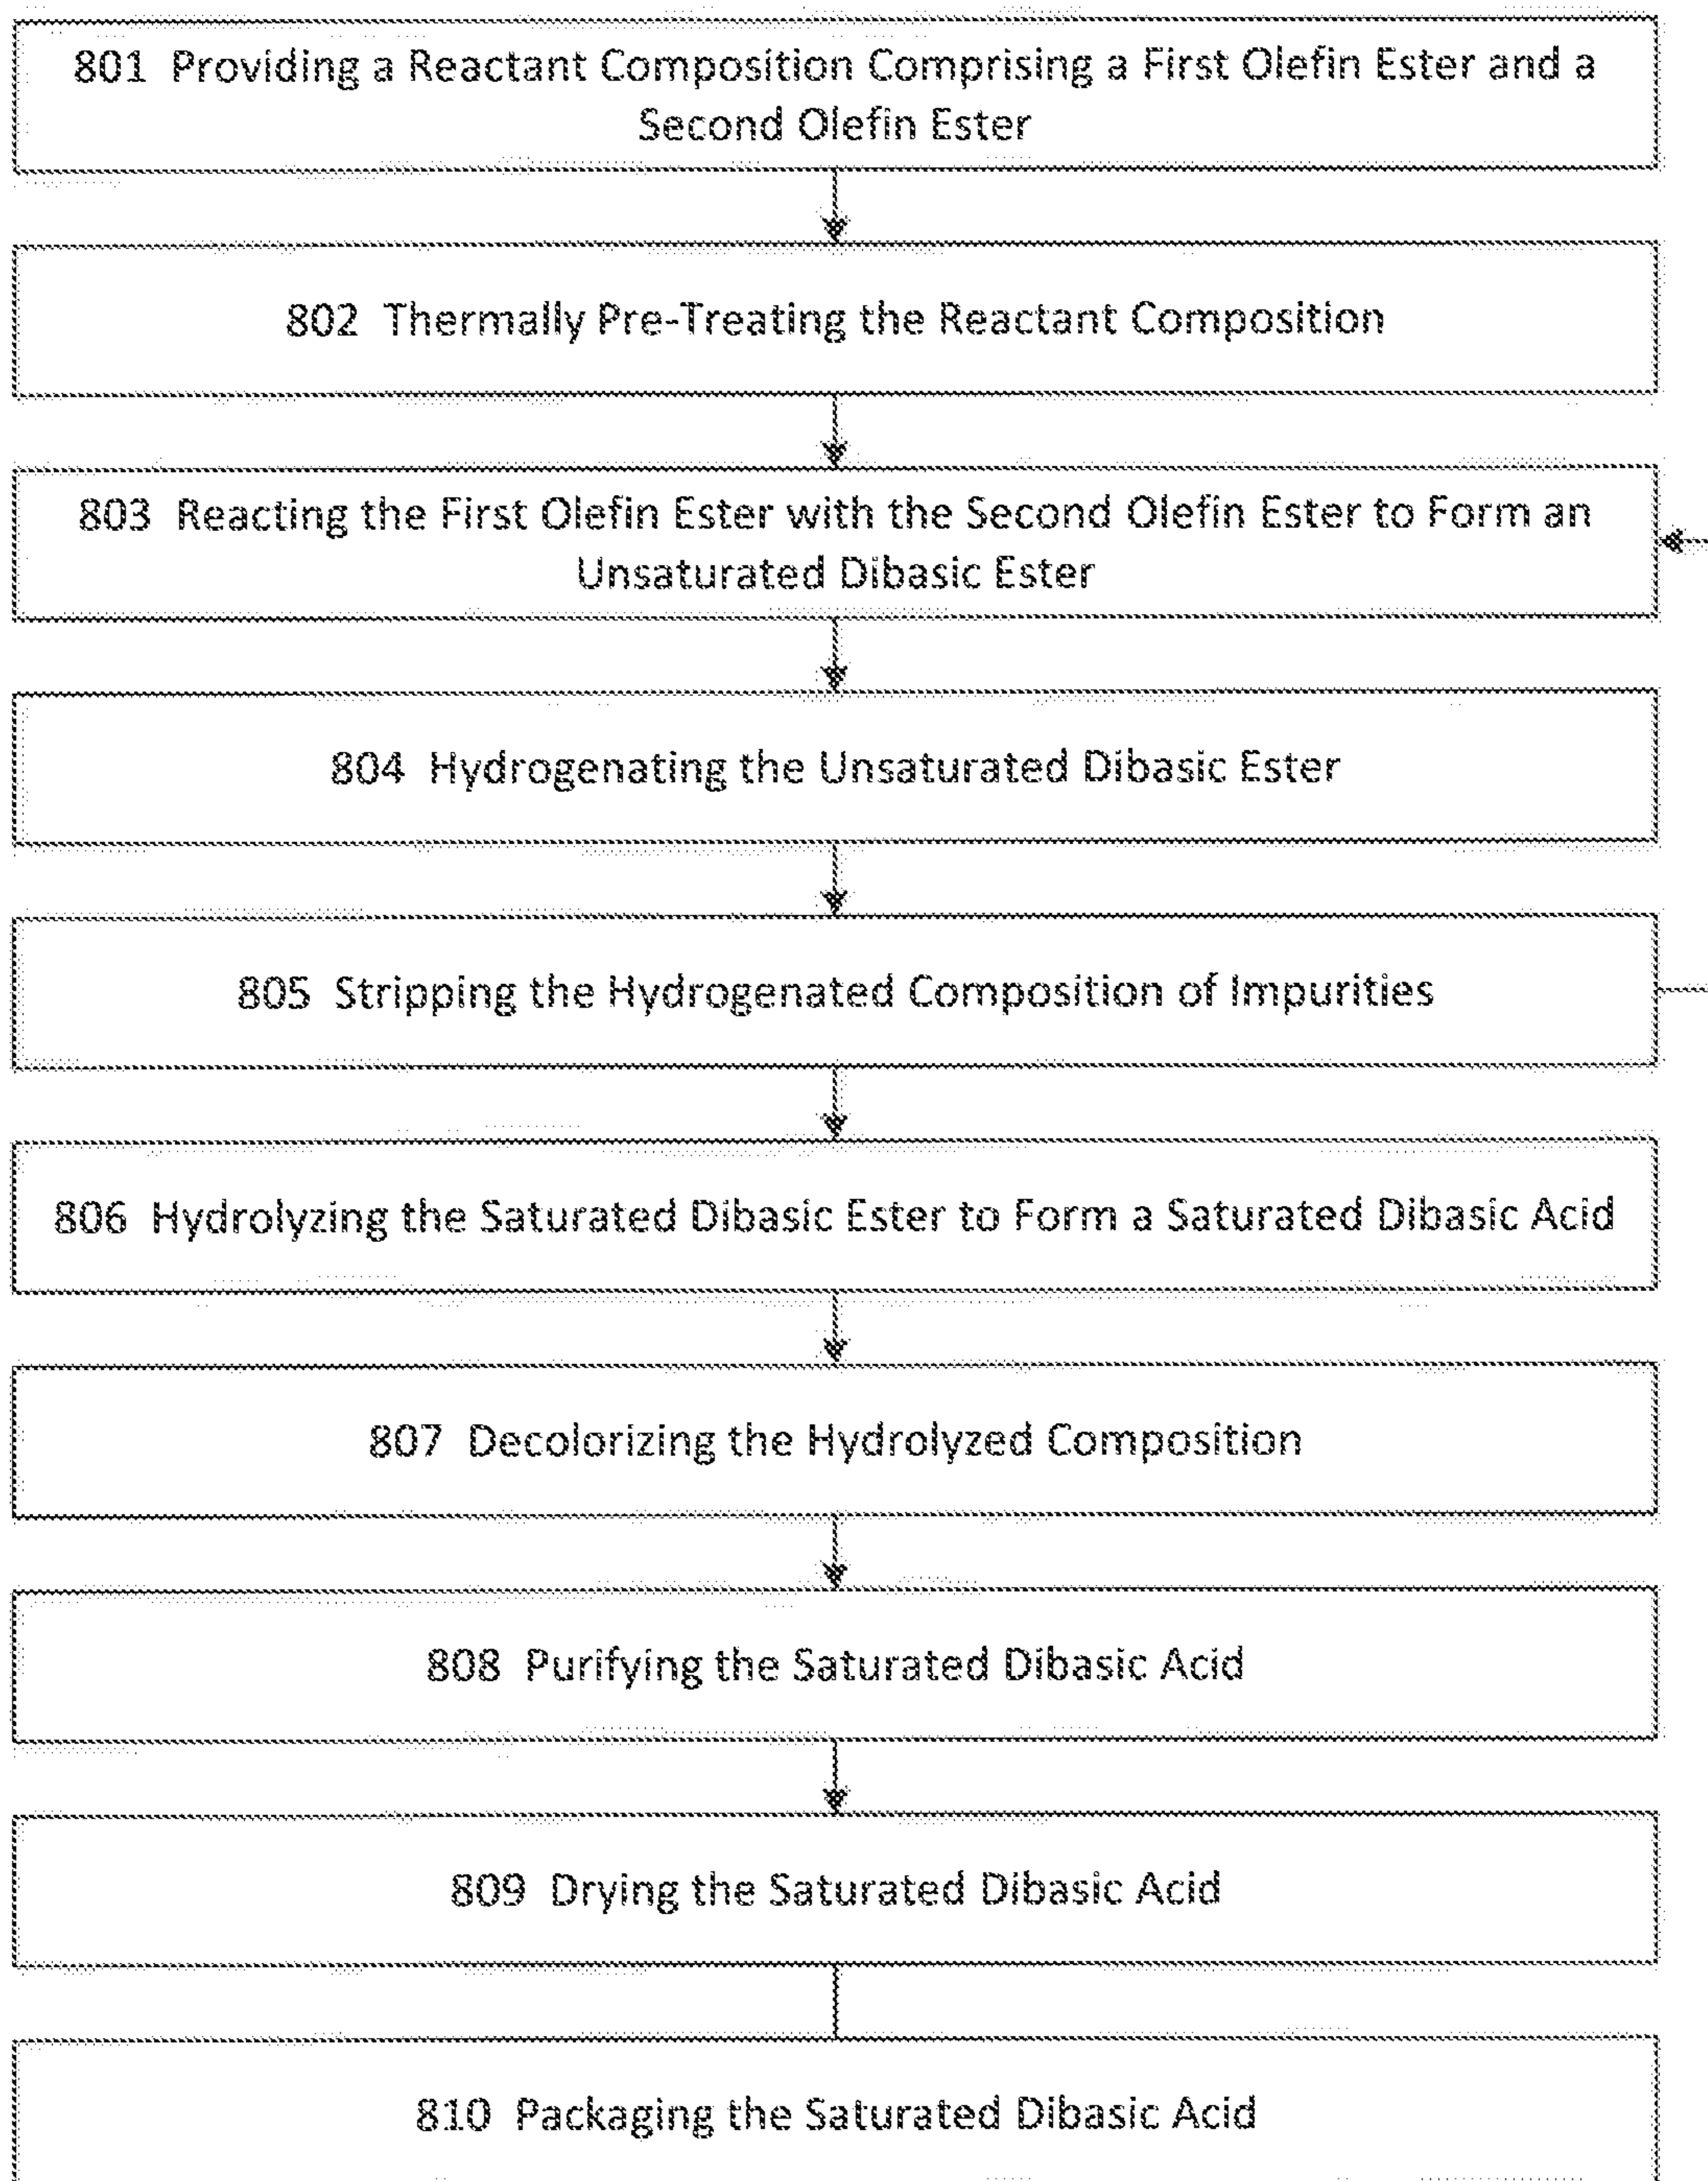 801 Providing a Reactant Composition Comprising a First Olefin Ester and a
Second Olefin Ester
802 Thermally Pre-Treating the Reactant Composition
803 Reacting the First Olefin Ester with the Second Olefin Ester to Form an
Unsaturated Dibasic Ester
804 Hydrogenating the Unsaturated Dibasic Ester
805 Stripping the Hydrogenated Composition of Impurities
806 Hydrolyzing the Saturated Dibasic Ester to Form a Saturated Dibasic Acid
807 Decolorizing the Hydrolyzed Composition
808 Purifying the Saturated Dibasic Acid
809 Drying the Saturated Dibasic Acid
810 Packaging the Saturated Dibasic Acid